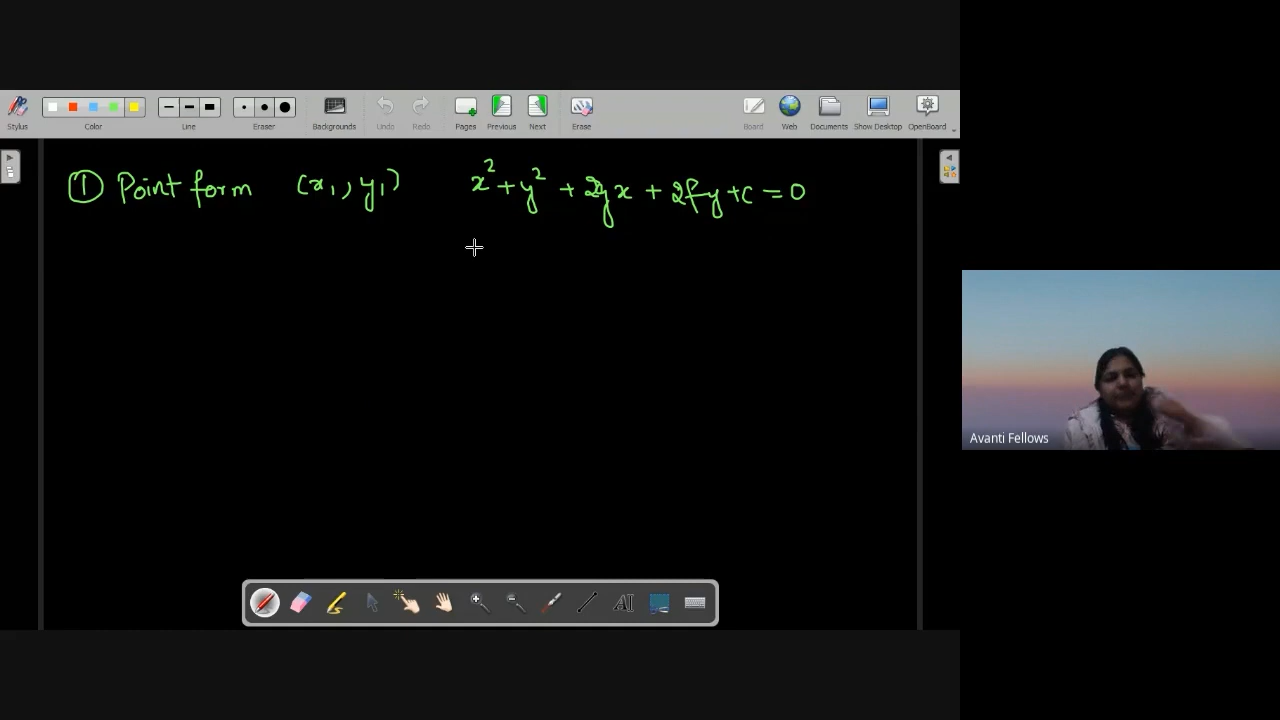 Stylus Color Line Eraser Backgrounds Undo Redo Pages Previous Next Erase Board Web Documents Show Desktop OpenBoard
① Point form (x₁, y₁) x² + y² + 2gx + 2fy + c = 0
Avanti Fellows
AI